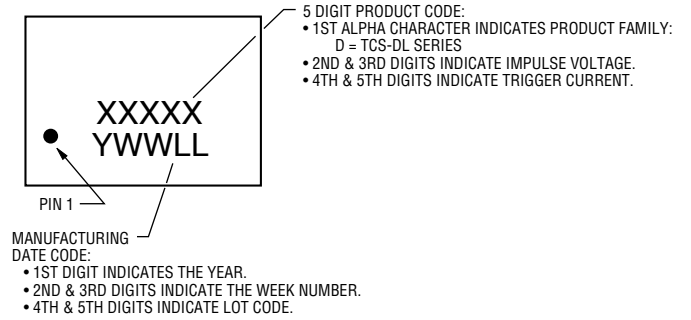 5 DIGIT PRODUCT CODE:
• 1ST ALPHA CHARACTER INDICATES PRODUCT FAMILY:
D = TCS-DL SERIES
• 2ND & 3RD DIGITS INDICATE IMPULSE VOLTAGE.
• 4TH & 5TH DIGITS INDICATE TRIGGER CURRENT.
XXXXX
YWWLL
PIN 1
MANUFACTURING
DATE CODE:
• 1ST DIGIT INDICATES THE YEAR.
• 2ND & 3RD DIGITS INDICATE THE WEEK NUMBER.
• 4TH & 5TH DIGITS INDICATE LOT CODE.